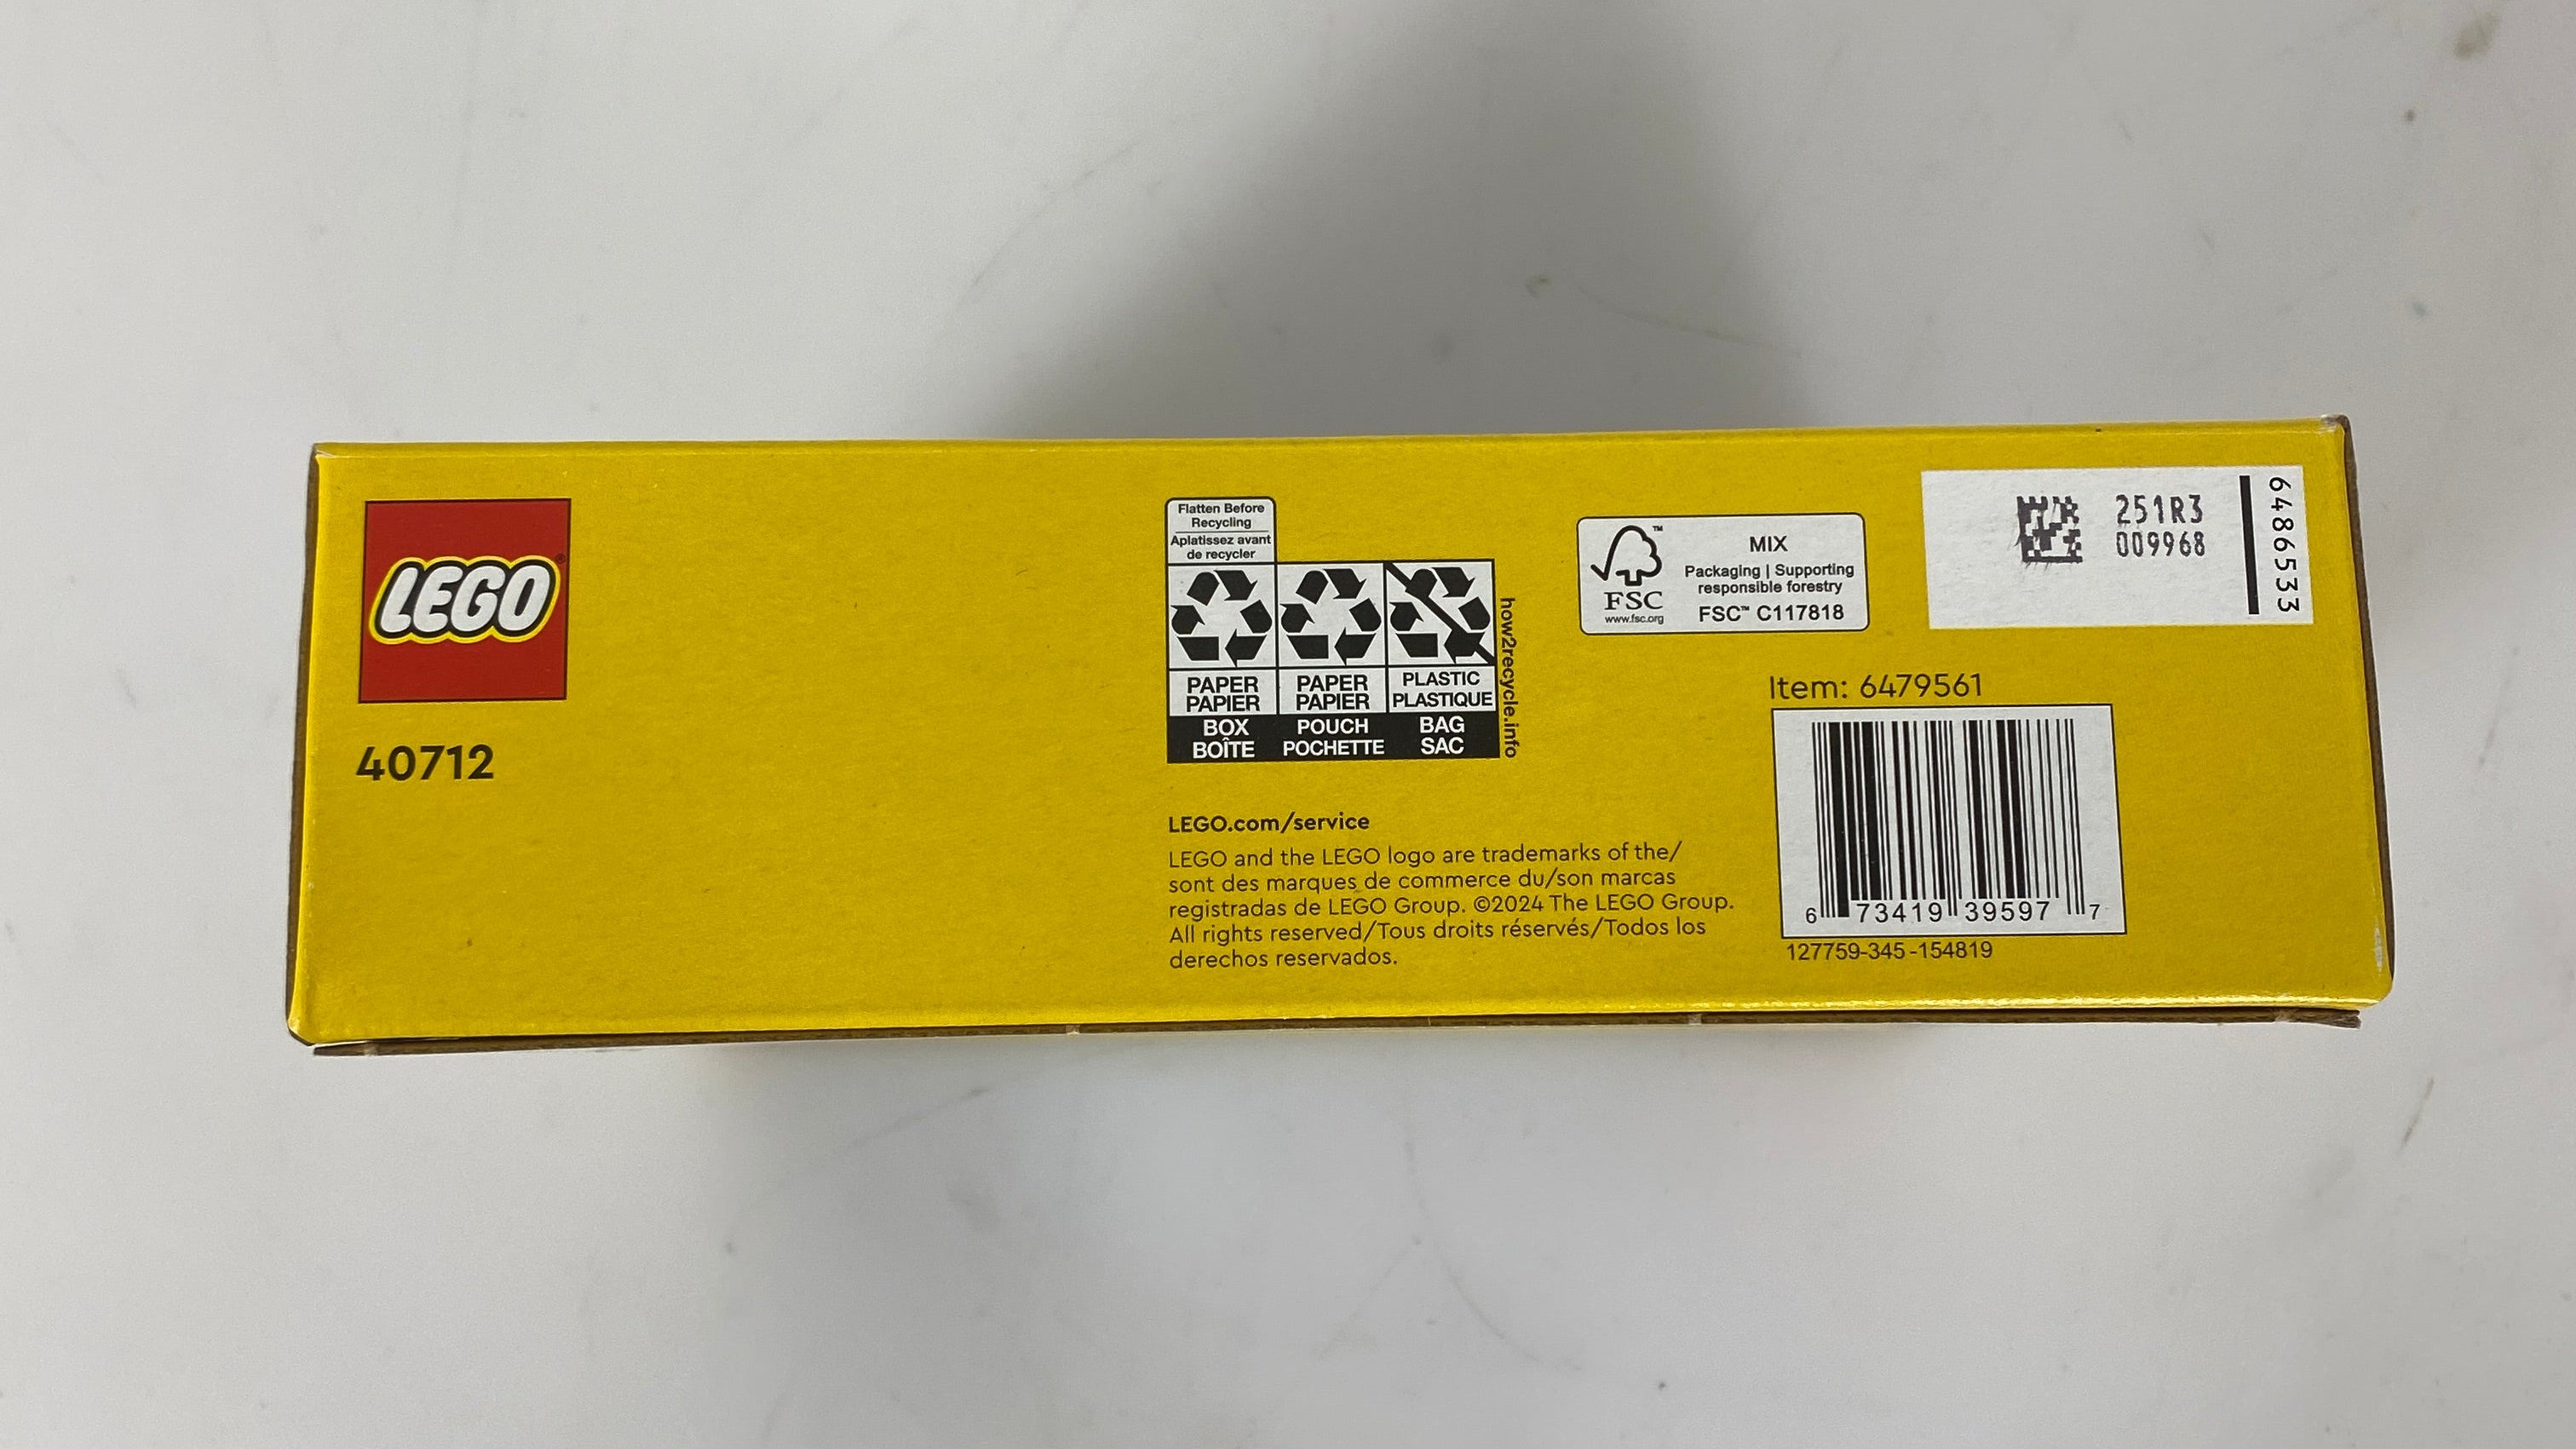 LEGO®
40712
Flatten Before
Recycling
Aplatissez avant
de recycler
PAPER
PAPIER
BOX
BOÎTE
PAPER
PAPIER
POUCH
POCHETTE
PLASTIC
PLASTIQUE
BAG
SAC
how2recycle.info
LEGO.com/service
LEGO and the LEGO logo are trademarks of the/
sont des marques de commerce du/son marcas
registradas de LEGO Group. ©2024 The LEGO Group.
All rights reserved/Tous droits réservés/Todos los
derechos reservados.
™
FSC
www.fsc.org
MIX
Packaging | Supporting
responsible forestry
FSC™ C117818
251R3
009968
6486533
Item: 6479561
6 73419 39597 7
127759-345-154819